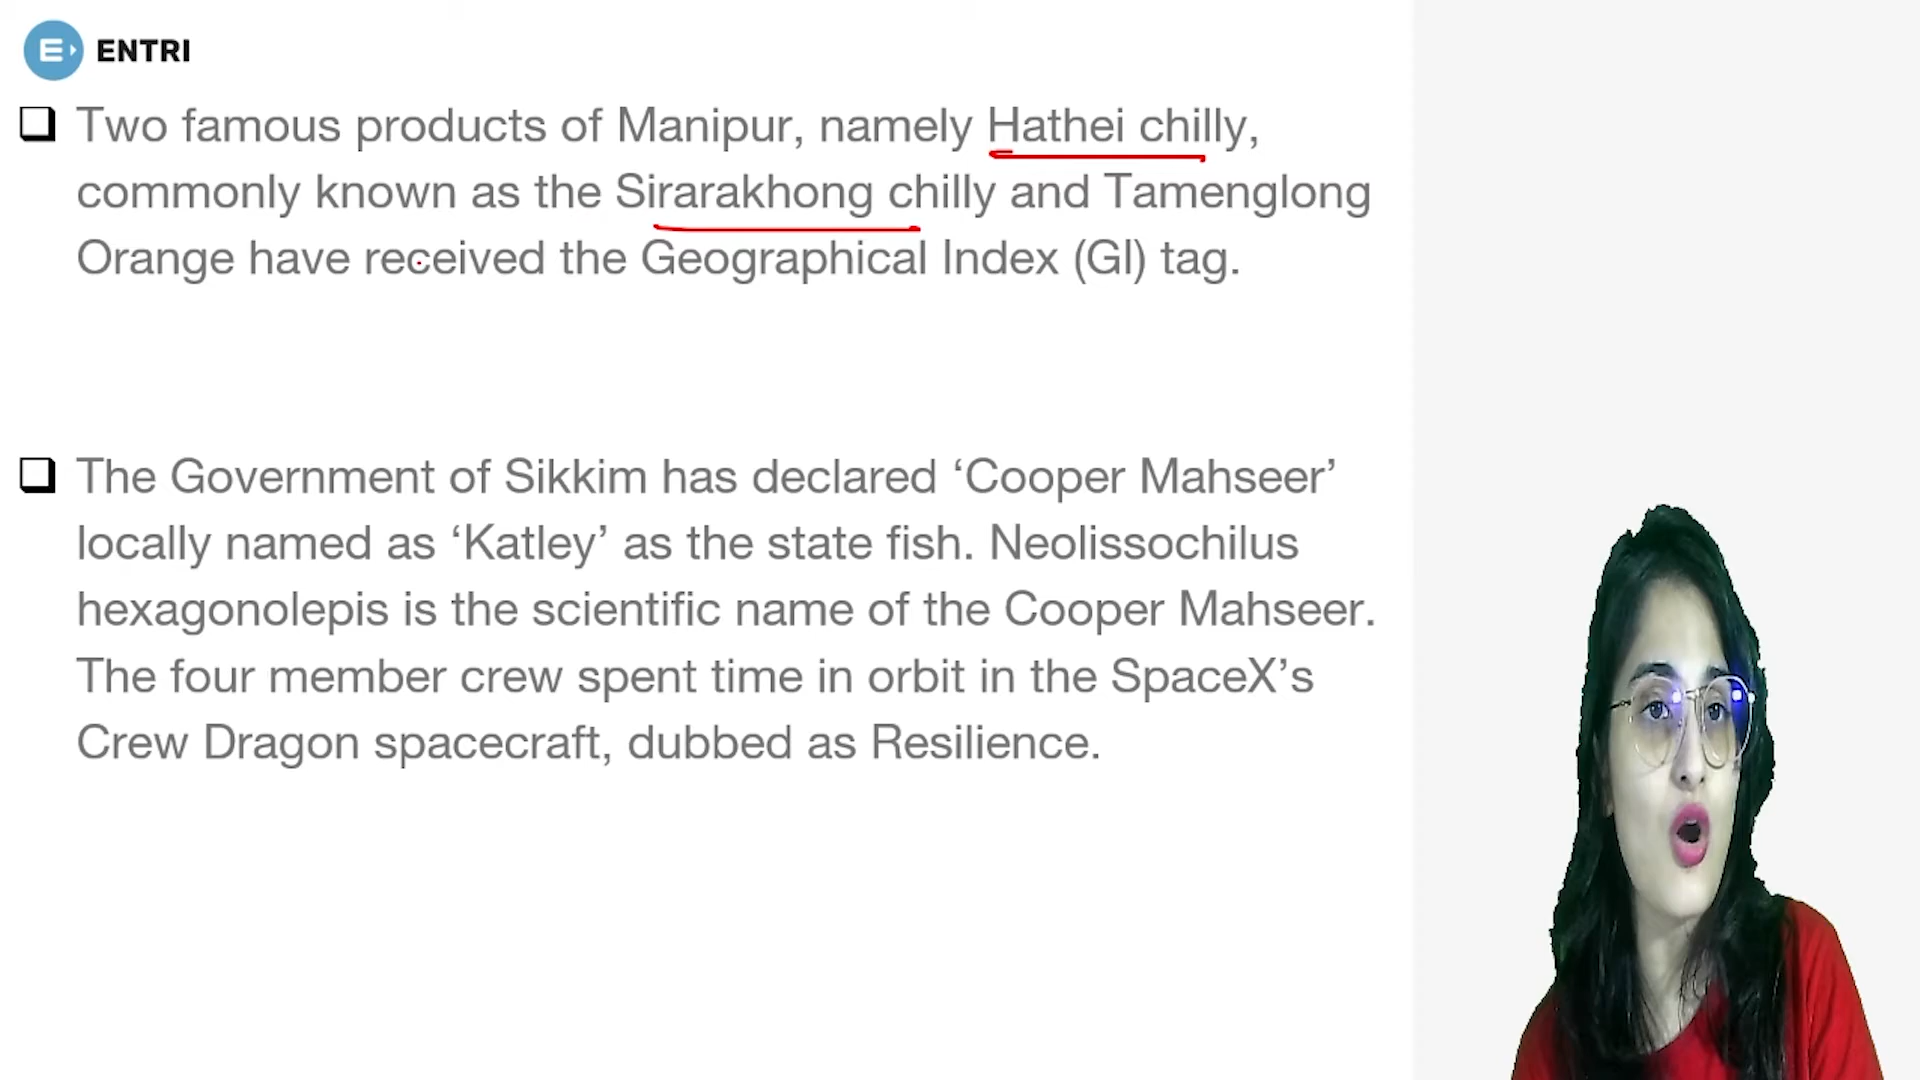 ENTRI
Two famous products of Manipur, namely Hathei chilly,
commonly known as the Sirarakhong chilly and Tamenglong
Orange have received the Geographical Index (GI) tag.
The Government of Sikkim has declared ‘Cooper Mahseer’
locally named as ‘Katley’ as the state fish. Neolissochilus
hexagonolepis is the scientific name of the Cooper Mahseer.
The four member crew spent time in orbit in the SpaceX’s
Crew Dragon spacecraft, dubbed as Resilience.